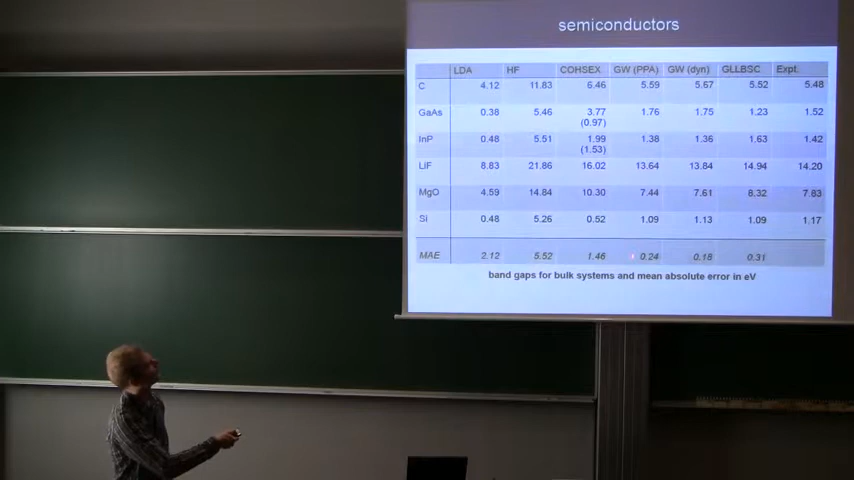 semiconductors
LDA HF COHSEX GW (PPA) GW (dyn) GLLBSC Expt.
C 4.12 11.83 6.46 5.59 5.67 5.52 5.48
GaAs 0.38 5.46 3.77 1.76 1.75 1.23 1.52
(0.97)
InP 0.48 5.51 1.99 1.38 1.36 1.63 1.42
(1.53)
LiF 8.83 21.86 16.02 13.64 13.84 14.94 14.20
MgO 4.59 14.84 10.30 7.44 7.61 8.32 7.83
Si 0.48 5.26 0.52 1.09 1.13 1.09 1.17
MAE 2.12 5.52 1.46 0.24 0.18 0.31
band gaps for bulk systems and mean absolute error in eV